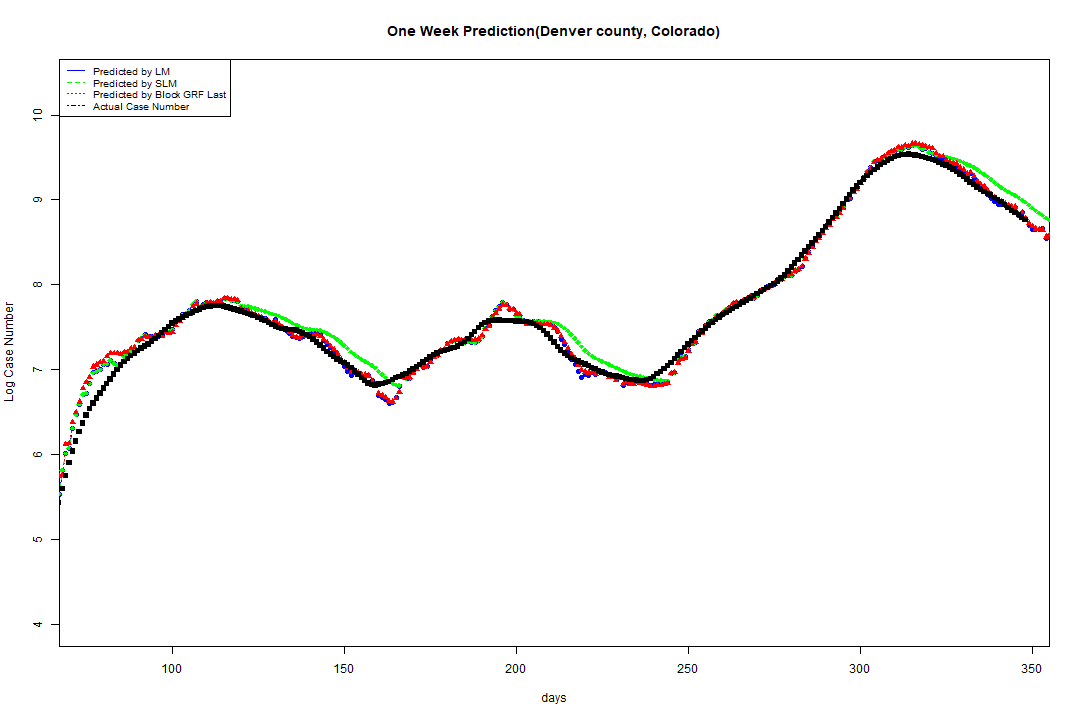 One Week Prediction(Denver county, Colorado)
Predicted by LM
Predicted by SLM
Predicted by Block GRF Last
Actual Case Number
Log Case Number
10
9
8
7
6
5
4
100 150 200 250 300 350
days